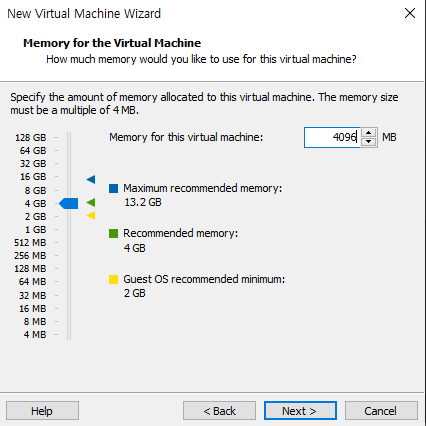 New Virtual Machine Wizard
Memory for the Virtual Machine
How much memory would you like to use for this virtual machine?
Specify the amount of memory allocated to this virtual machine. The memory size
must be a multiple of 4 MB.
Memory for this virtual machine: 4096 MB
128 GB
64 GB
32 GB
16 GB
8 GB
4 GB
2 GB
1 GB
512 MB
256 MB
128 MB
64 MB
32 MB
16 MB
8 MB
4 MB
Maximum recommended memory:
13.2 GB
Recommended memory:
4 GB
Guest OS recommended minimum:
2 GB
Help
< Back
Next >
Cancel